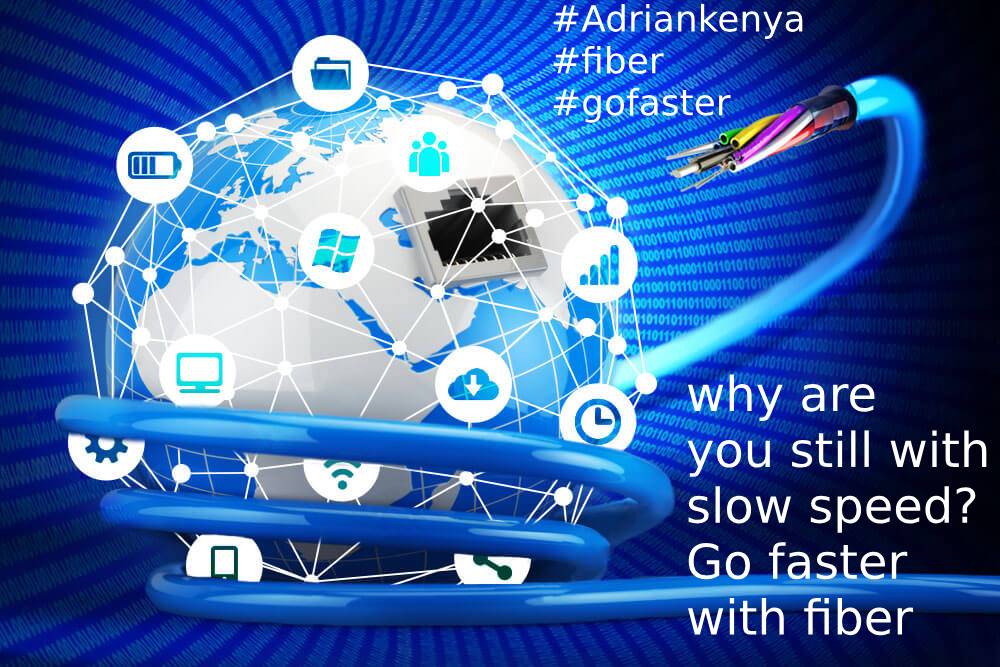 #Adriankenya
#fiber
#gofaster
why are
you still with
slow speed?
Go faster
with fiber